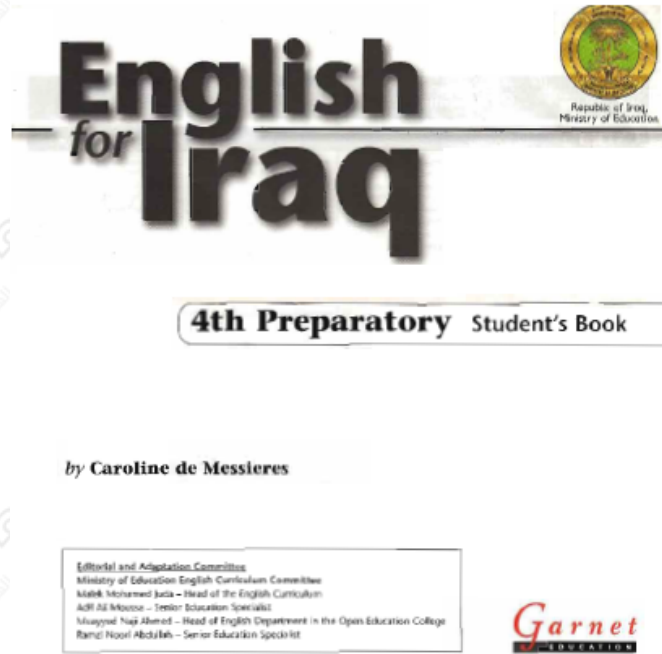 English
for Iraq
Republic of Iraq,
Ministry of Education
4th Preparatory Student's Book
by Caroline de Messieres
Editorial and Adaptation Committee
Ministry of Education English Curriculum Committee
Malek Mohamed Juda – Head of the English Curriculum
Adil Ali Moussa – Senior Education Specialist
Muayyed Naji Ahmed – Head of English Department in the Open Education College
Ramzi Noori Abdullah – Senior Education Specialist
Garnet
EDUCATION